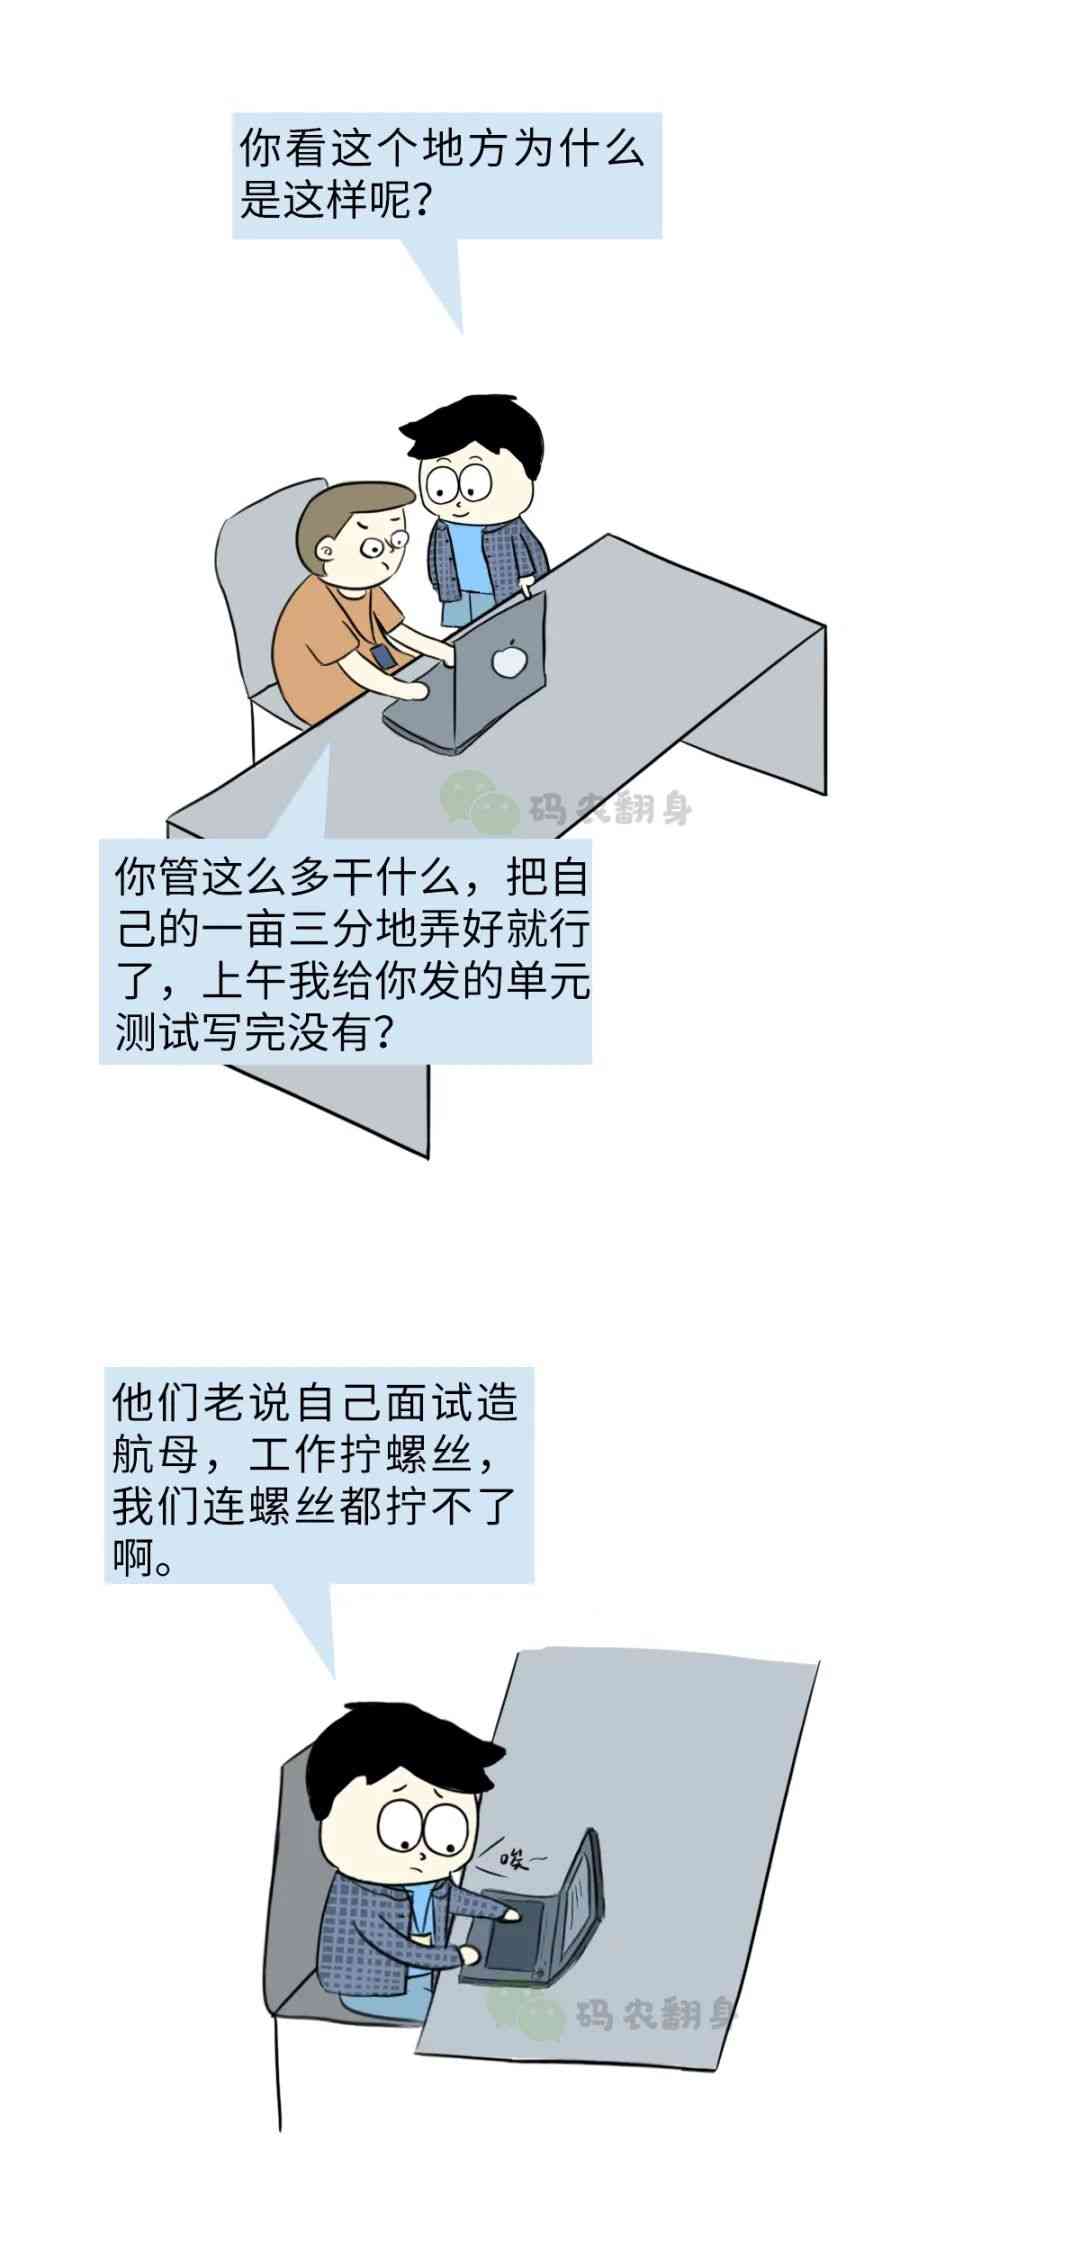 你看这个地方为什么
是这样呢？
码农翻身
你管这么多干什么，把自
己的一亩三分地弄好就行
了，上午我给你发的单元
测试写完没有？
他们老说自己面试造
航母，工作拧螺丝，
我们连螺丝都拧不了
啊。
唉～
码农翻身